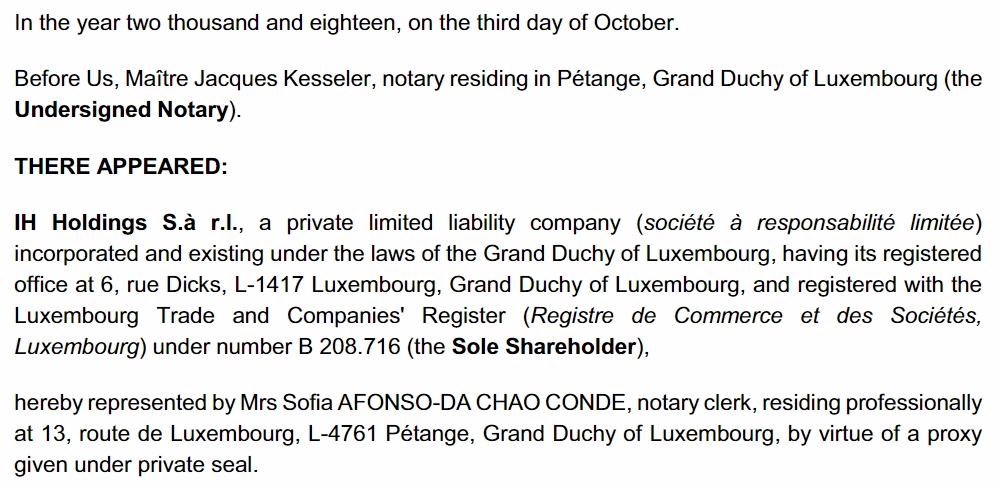 In the year two thousand and eighteen, on the third day of October.
Before Us, Maître Jacques Kesseler, notary residing in Pétange, Grand Duchy of Luxembourg (the
Undersigned Notary).
THERE APPEARED:
IH Holdings S.à r.l., a private limited liability company (société à responsabilité limitée)
incorporated and existing under the laws of the Grand Duchy of Luxembourg, having its registered
office at 6, rue Dicks, L-1417 Luxembourg, Grand Duchy of Luxembourg, and registered with the
Luxembourg Trade and Companies' Register (Registre de Commerce et des Sociétés,
Luxembourg) under number B 208.716 (the Sole Shareholder),
hereby represented by Mrs Sofia AFONSO-DA CHAO CONDE, notary clerk, residing professionally
at 13, route de Luxembourg, L-4761 Pétange, Grand Duchy of Luxembourg, by virtue of a proxy
given under private seal.